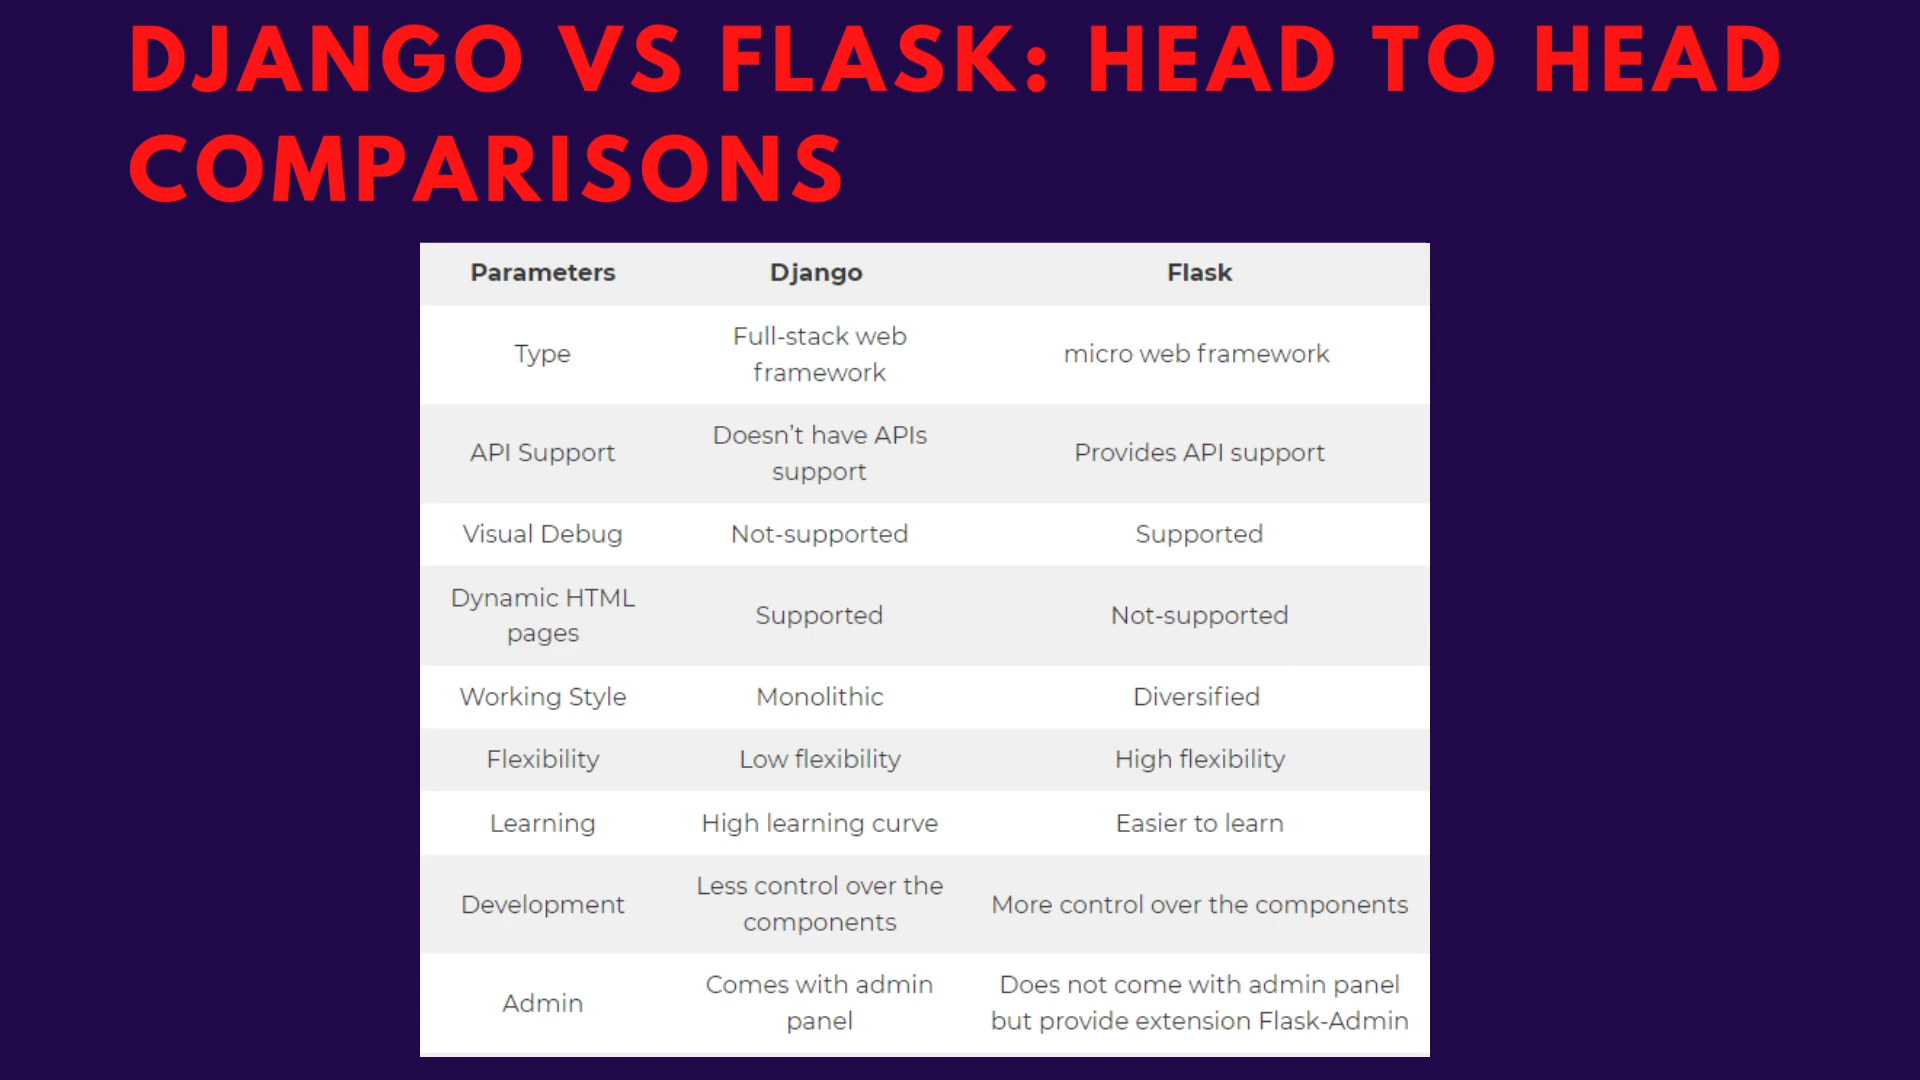 DJANGO VS FLASK: HEAD TO HEAD
COMPARISONS
Parameters Django Flask
Type Full-stack web framework micro web framework
API Support Doesn't have APIs support Provides API support
Visual Debug Not-supported Supported
Dynamic HTML pages Supported Not-supported
Working Style Monolithic Diversified
Flexibility Low flexibility High flexibility
Learning High learning curve Easier to learn
Development Less control over the components More control over the components
Admin Comes with admin panel Does not come with admin panel but provide extension Flask-Admin